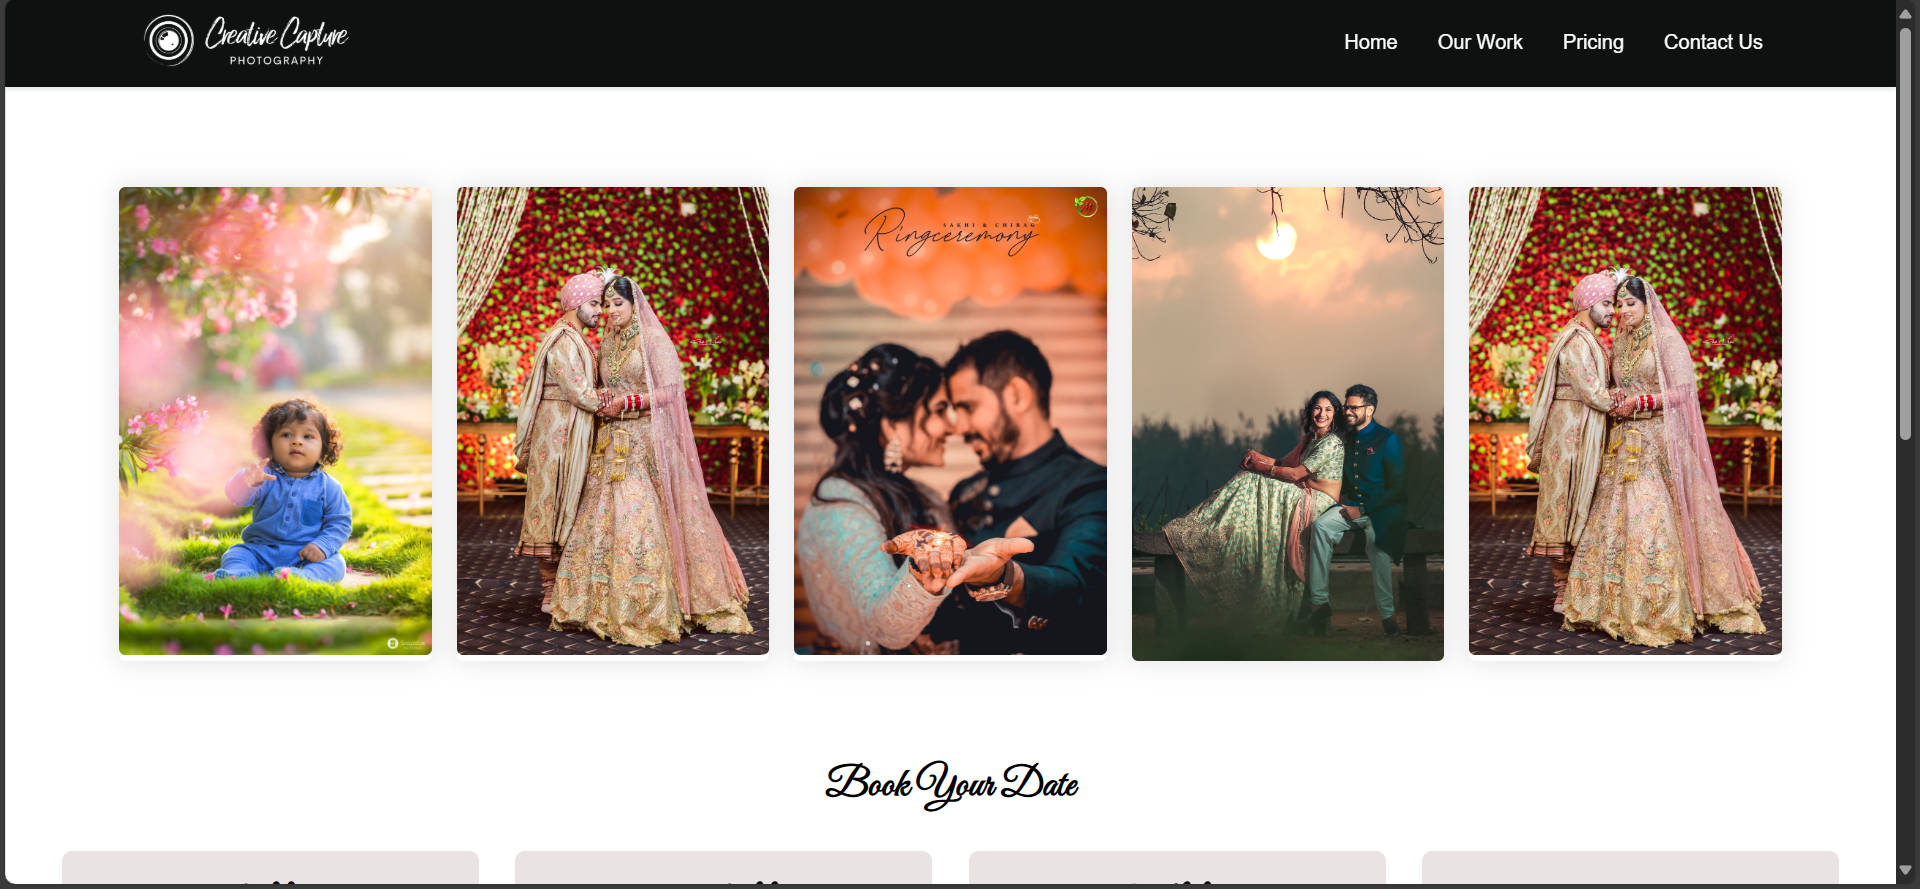 Creative Capture
PHOTOGRAPHY
Home
Our Work
Pricing
Contact Us
SAKHI & CHIRAG
Ringceremony
Book Your Date